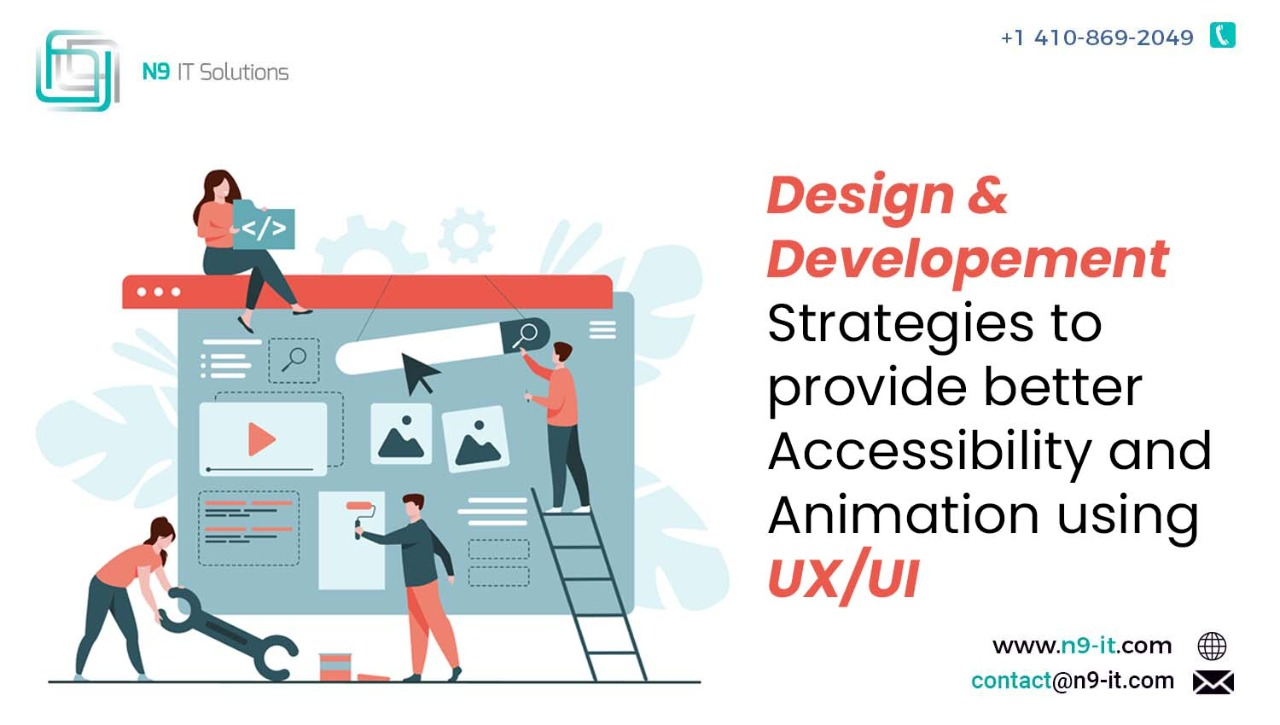 N9 IT Solutions
+1 410-869-2049
</>
Design &
Developement
Strategies to
provide better
Accessibility and
Animation using
UX/UI
www.n9-it.com
contact@n9-it.com